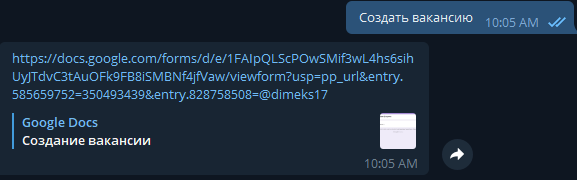 Создать вакансию
10:05 AM
https://docs.google.com/forms/d/e/1FAIpQLScPOwSMif3wL4hs6sih
UyJTdvC3tAuOFk9FB8iSMBNf4jfVaw/viewform?usp=pp_url&entry.
585659752=350493439&entry.828758508=@dimeks17
Google Docs
Создание вакансии
10:05 AM